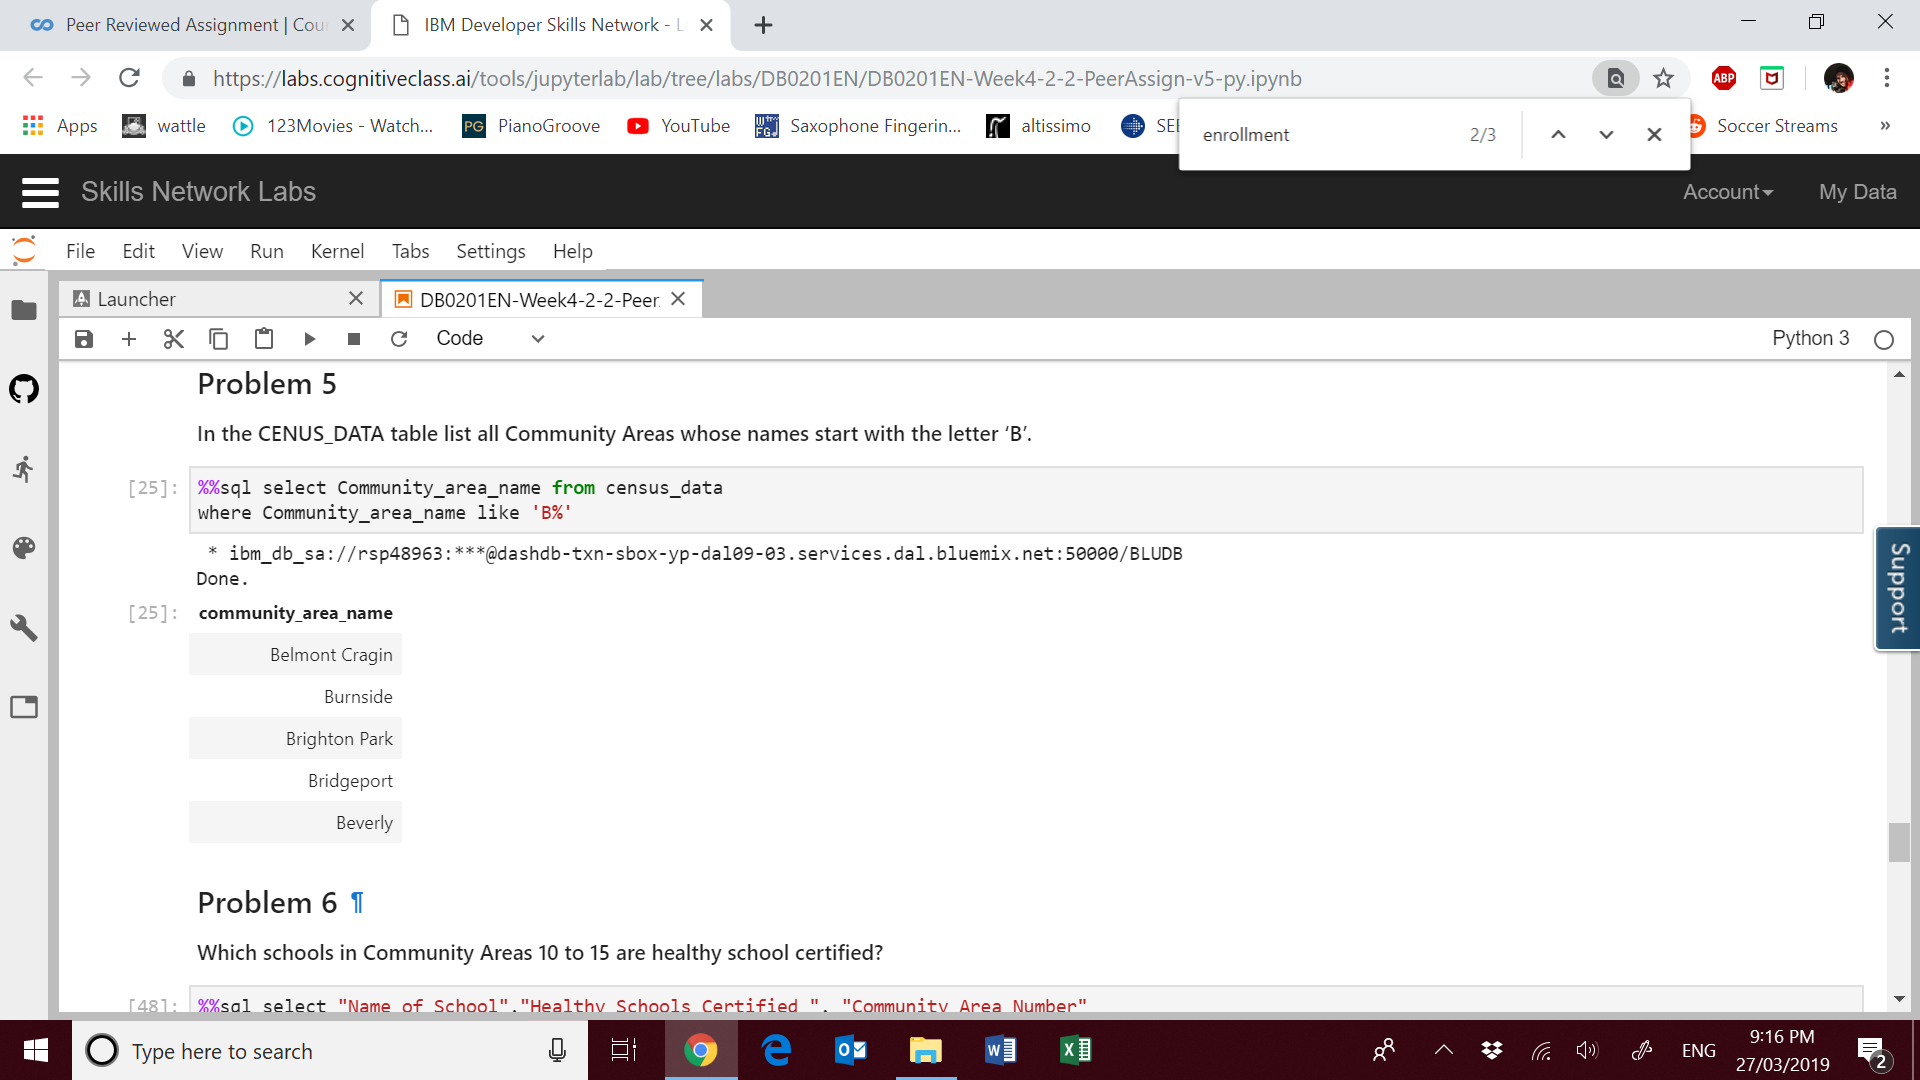 Peer Reviewed Assignment | Cou
IBM Developer Skills Network - L
https://labs.cognitiveclass.ai/tools/jupyterlab/lab/tree/labs/DB0201EN/DB0201EN-Week4-2-2-PeerAssign-v5-py.ipynb
ABP
Apps
wattle
123Movies - Watch...
PG PianoGroove
YouTube
Saxophone Fingerin...
altissimo
SE
Soccer Streams
»
enrollment 2/3
Skills Network Labs
Account
My Data
File Edit View Run Kernel Tabs Settings Help
Launcher
DB0201EN-Week4-2-2-Peer
Code
Python 3
Problem 5
In the CENUS_DATA table list all Community Areas whose names start with the letter ‘B’.
[25]: %%sql select Community_area_name from census_data
where Community_area_name like 'B%'
* ibm_db_sa://rsp48963:***@dashdb-txn-sbox-yp-dal09-03.services.dal.bluemix.net:50000/BLUDB
Done.
[25]: community_area_name
Belmont Cragin
Burnside
Brighton Park
Bridgeport
Beverly
Support
Problem 6 ¶
Which schools in Community Areas 10 to 15 are healthy school certified?
[48]: %%sql select "Name of School","Healthy Schools Certified ", "Community Area Number"
Type here to search
ENG
9:16 PM
27/03/2019
2